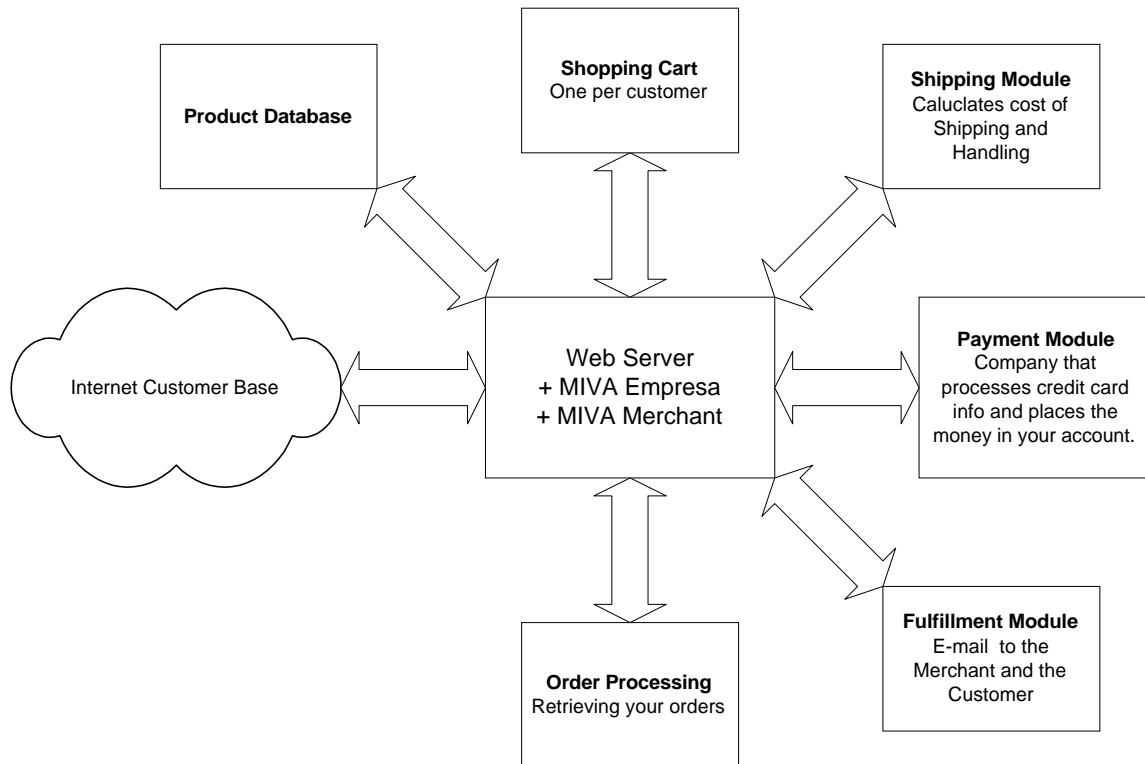 Product Database
Shopping Cart
One per customer
Shipping Module
Caluclates cost of
Shipping and
Handling
Internet Customer Base
Web Server
+ MIVA Empresa
+ MIVA Merchant
Payment Module
Company that
processes credit card
info and places the
money in your account.
Order Processing
Retrieving your orders
Fulfillment Module
E-mail to the
Merchant and the
Customer